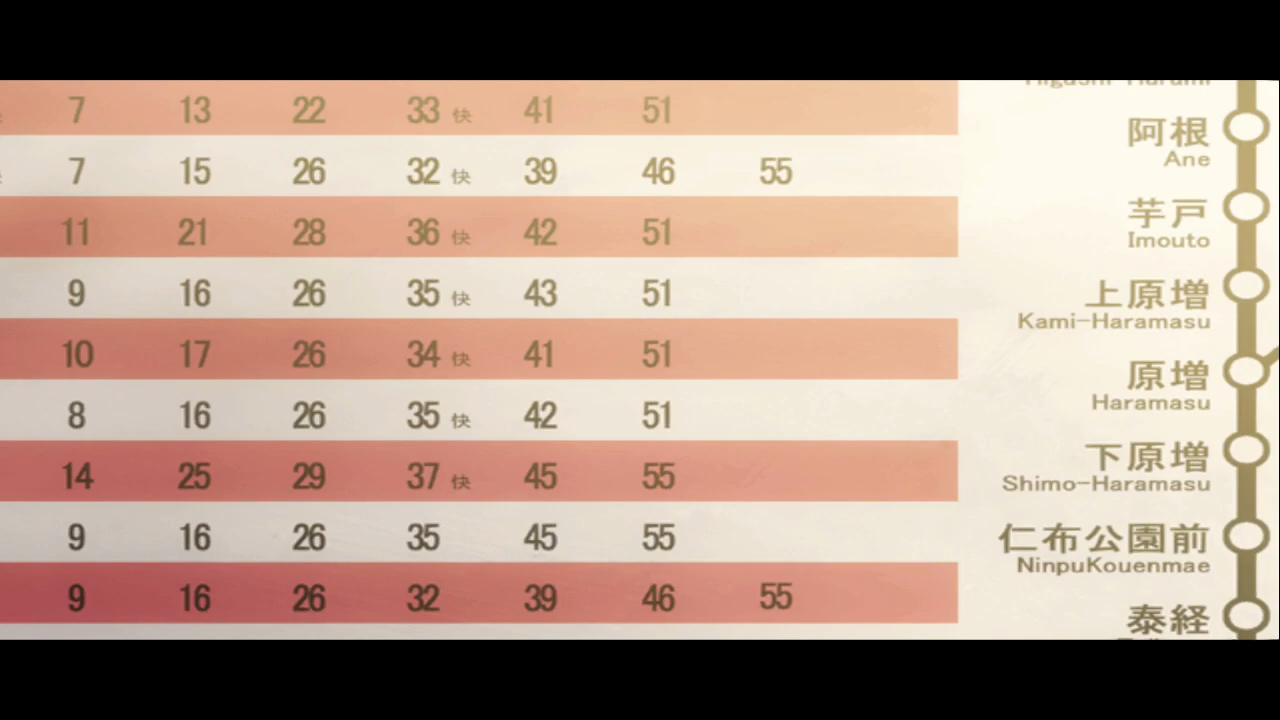 7 13 22 33 快 41 51
7 15 26 32 快 39 46 55
11 21 28 36 快 42 51
9 16 26 35 快 43 51
10 17 26 34 快 41 51
8 16 26 35 快 42 51
14 25 29 37 快 45 55
9 16 26 35 45 55
9 16 26 32 39 46 55
阿根
Ane
芋戸
Imouto
上原増
Kami-Haramasu
原増
Haramasu
下原増
Shimo-Haramasu
仁布公園前
NinpuKouenmae
泰経